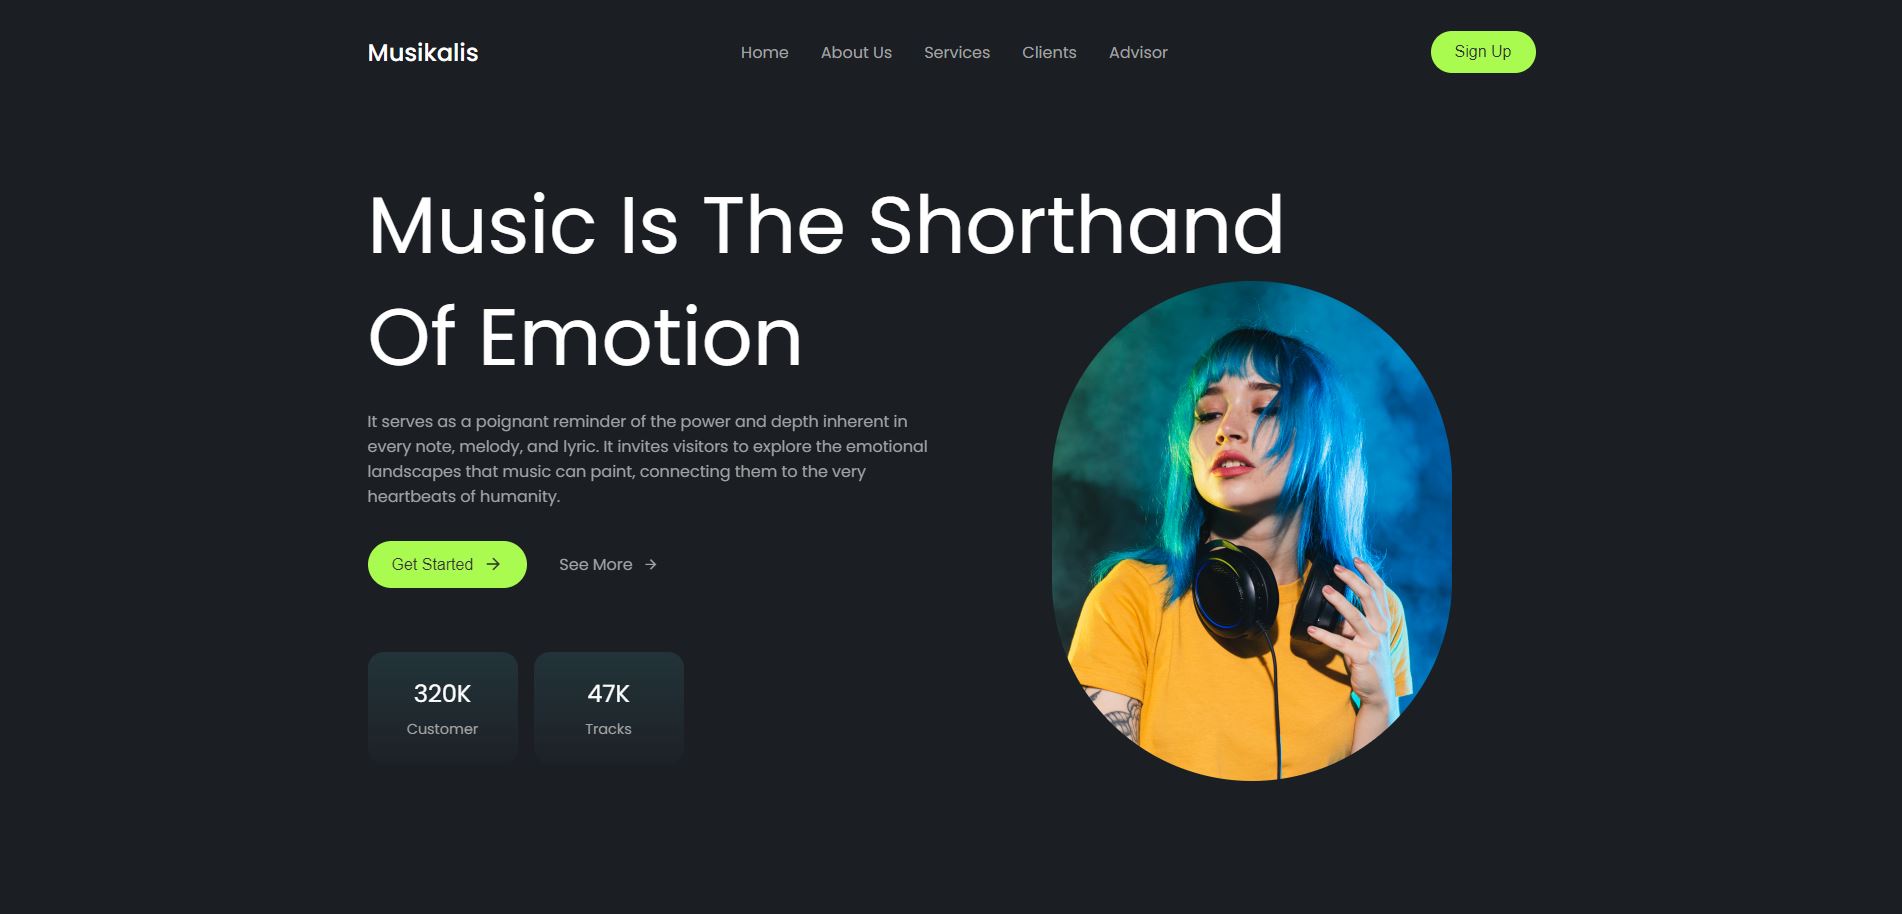 Musikalis
Home About Us Services Clients Advisor
Sign Up
Music Is The Shorthand
Of Emotion
It serves as a poignant reminder of the power and depth inherent in
every note, melody, and lyric. It invites visitors to explore the emotional
landscapes that music can paint, connecting them to the very
heartbeats of humanity.
Get Started →
See More →
320K
Customer
47K
Tracks